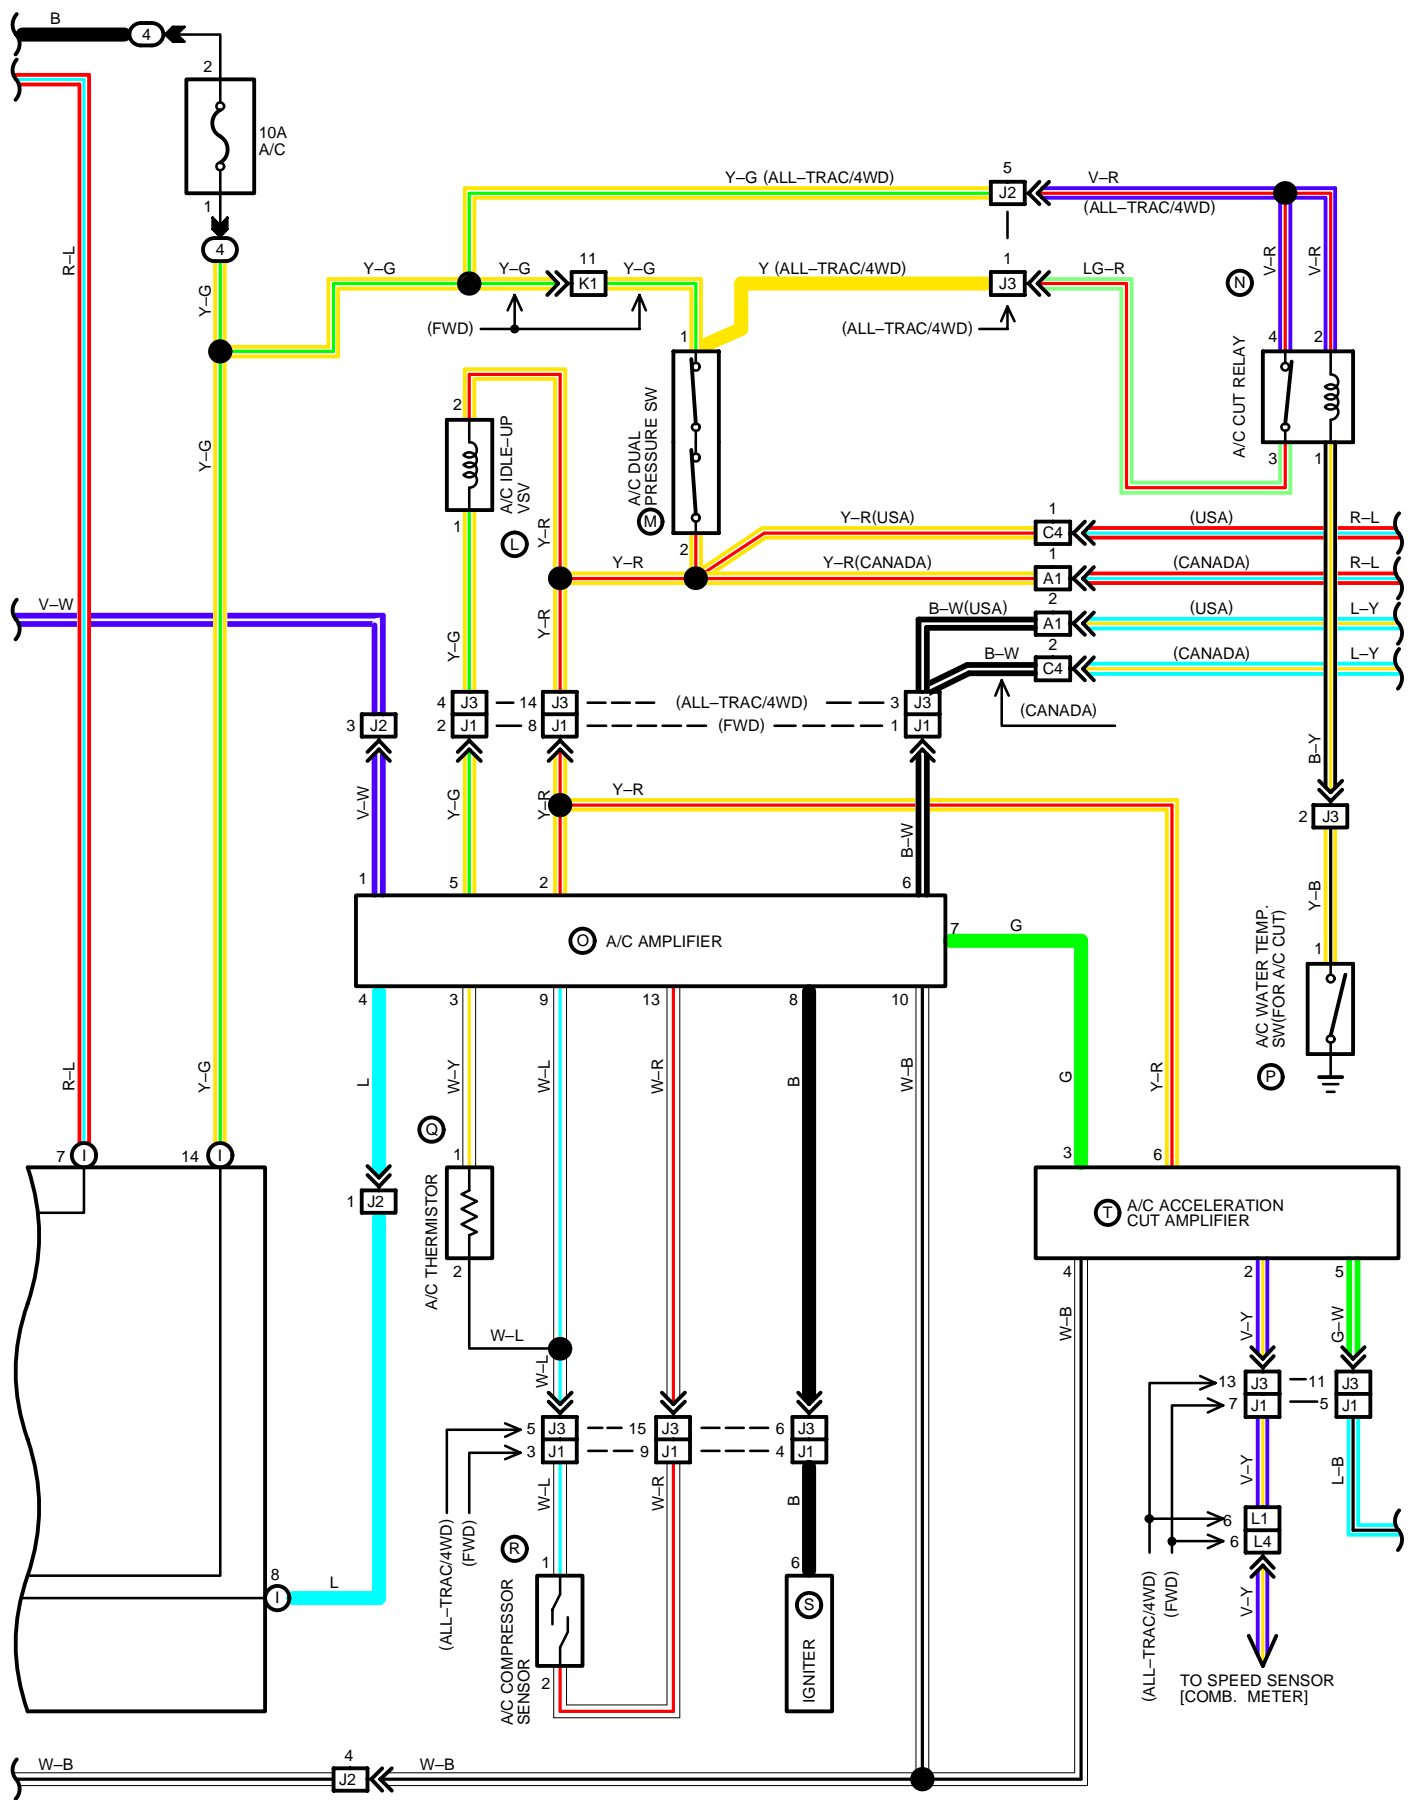 B
4
2
10A
A/C
1
4
5
Y–G (ALL–TRAC/4WD)
J2
V–R
(ALL–TRAC/4WD)
R–L
Y–G
Y–G
Y–G
11
K1
Y–G
Y (ALL–TRAC/4WD)
1
J3
LG–R
V–R
V–R
N
(FWD)
(ALL–TRAC/4WD)
1
4
2
A/C CUT RELAY
3
1
2
A/C IDLE–UP
VSV
1
L
A/C DUAL
PRESSURE SW
M
2
Y–G
Y–R
Y–R(USA)
1
C4
(USA)
R–L
Y–R
Y–R(CANADA)
1
A1
(CANADA)
R–L
V–W
Y–R
B–W(USA)
2
A1
(USA)
L–Y
Y–G
B–W
2
C4
(CANADA)
L–Y
4
J3
14
J3
(ALL–TRAC/4WD)
3
J3
(CANADA)
3
J2
2
J1
8
J1
(FWD)
1
J1
B–Y
V–W
Y–G
Y–R
Y–R
B–W
2
J3
1
5
2
6
Y–B
O
A/C AMPLIFIER
7
G
1
A/C WATER TEMP.
SW(FOR A/C CUT)
P
4
3
9
13
8
10
R–L
Y–G
L
W–Y
W–L
W–R
B
W–B
G
Y–R
Q
7
I
14
I
1
3
6
1
J2
A/C THERMISTOR
2
T
A/C ACCELERATION
CUT AMPLIFIER
4
2
5
W–L
W–L
W–B
V–Y
G–W
13
J3
11
J3
7
J1
5
J1
5
J3
15
J3
6
J3
3
J1
9
J1
4
J1
W–L
W–R
B
V–Y
L–B
(ALL–TRAC/4WD)
(FWD)
6
L1
6
L4
R
1
6
8
I
L
A/C COMPRESSOR
SENSOR
2
S
IGNITER
V–Y
(ALL–TRAC/4WD)
(FWD)
TO SPEED SENSOR
[COMB. METER]
W–B
4
J2
W–B